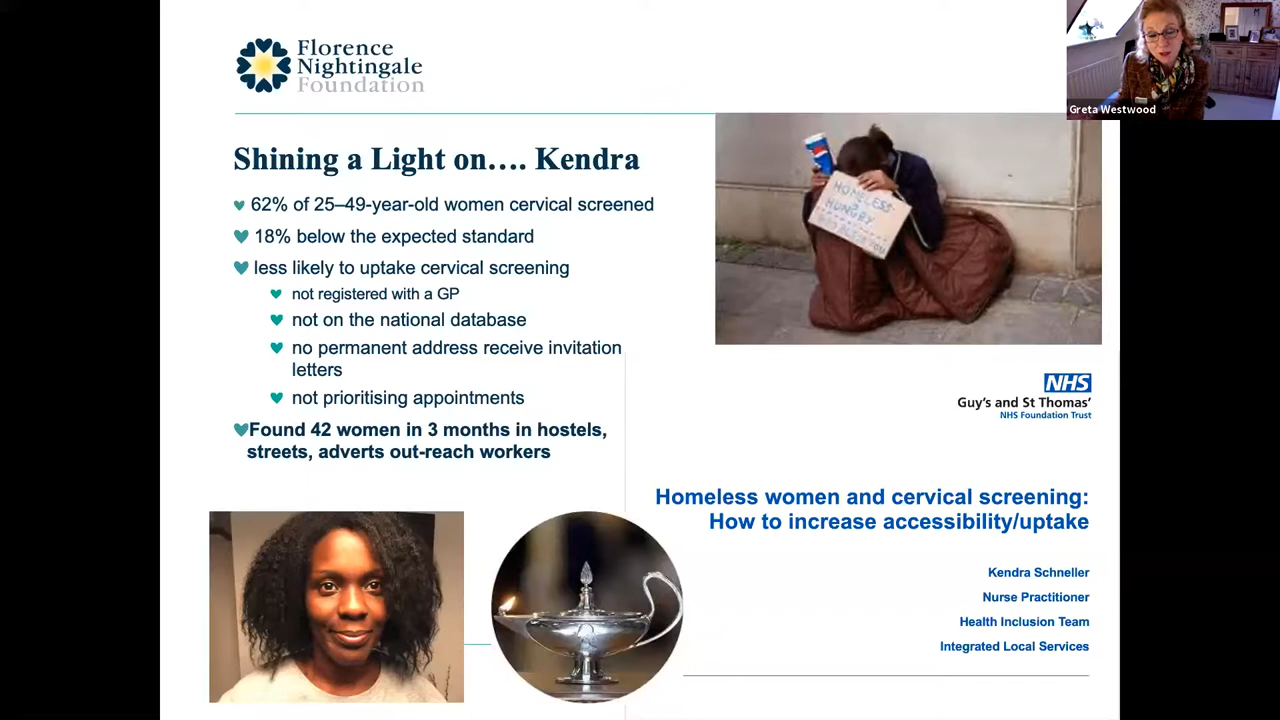 Florence
Nightingale
Foundation
Greta Westwood
Shining a Light on…. Kendra
62% of 25–49-year-old women cervical screened
18% below the expected standard
less likely to uptake cervical screening
not registered with a GP
not on the national database
no permanent address receive invitation
letters
not prioritising appointments
Found 42 women in 3 months in hostels,
streets, adverts out-reach workers
HOMELESS
HUNGRY
NHS
Guy's and St Thomas'
NHS Foundation Trust
Homeless women and cervical screening:
How to increase accessibility/uptake
Kendra Schneller
Nurse Practitioner
Health Inclusion Team
Integrated Local Services